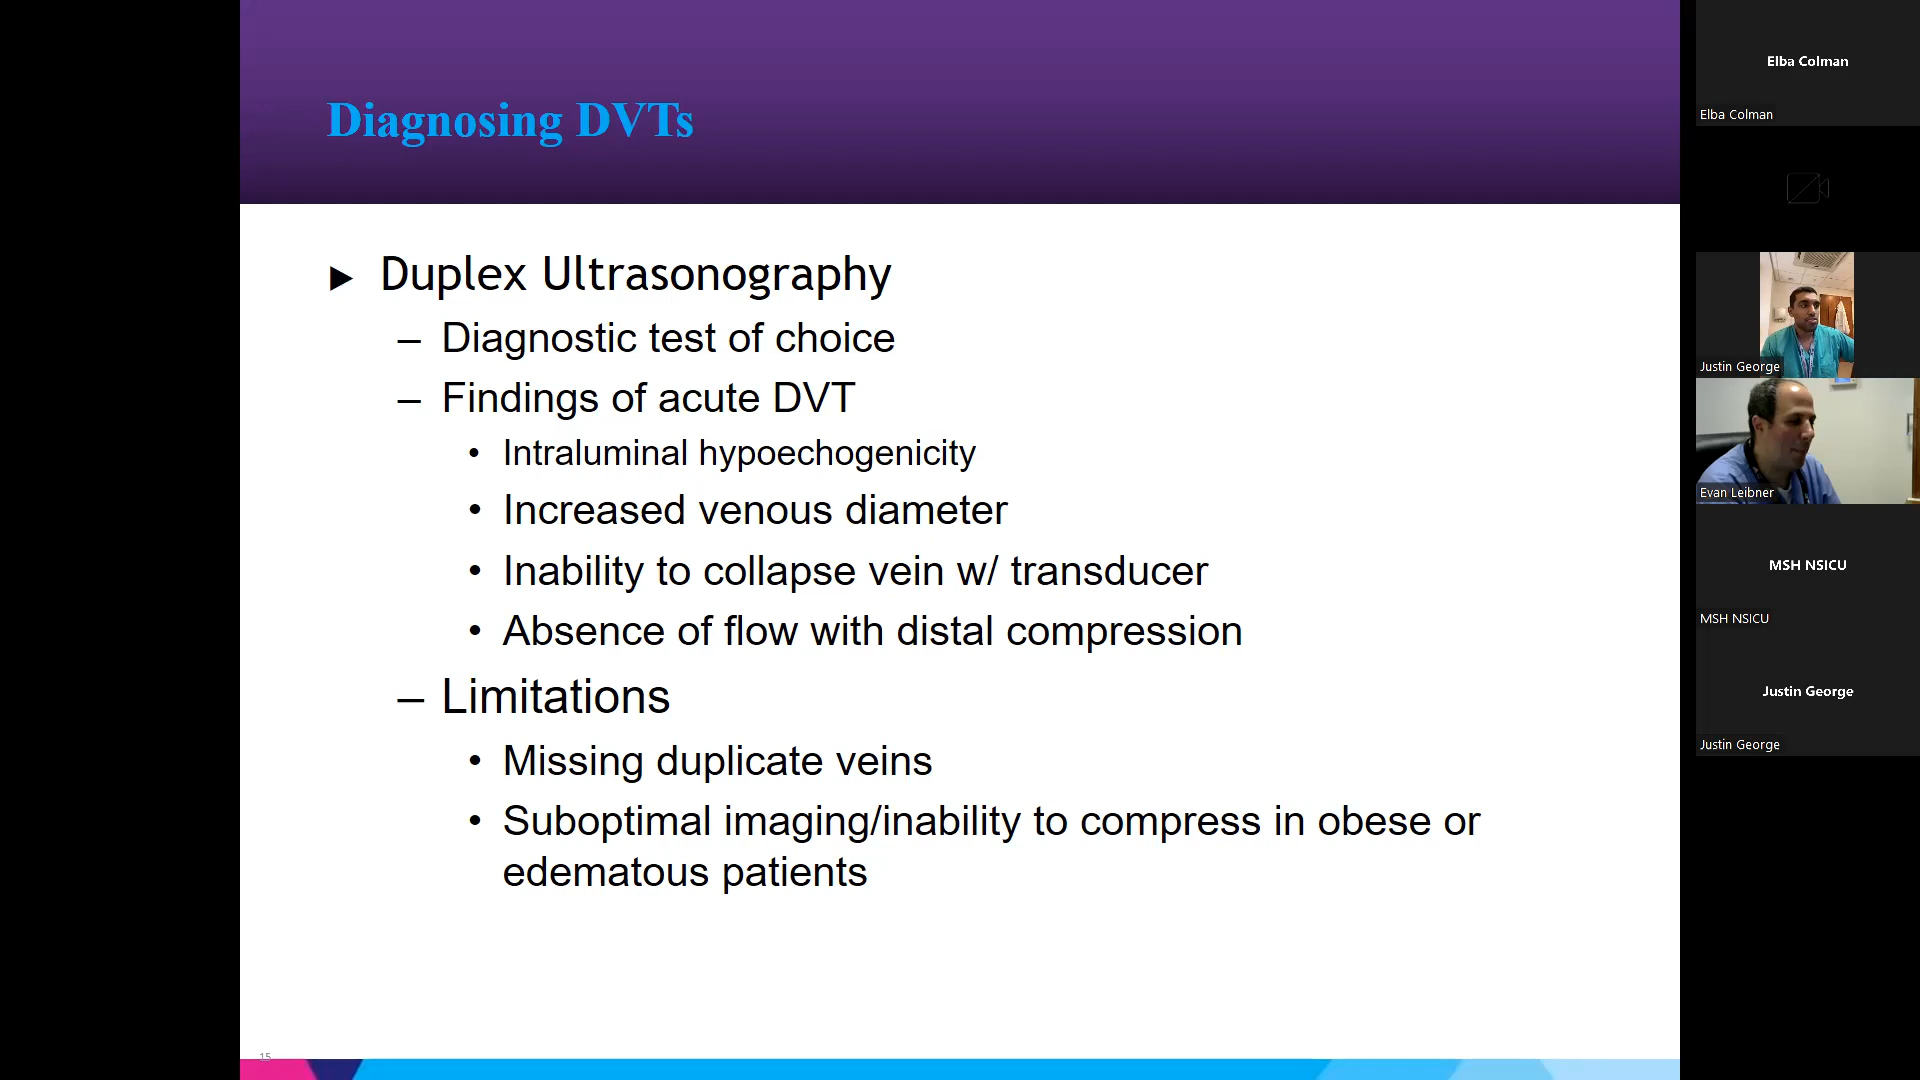 Diagnosing DVTs
► Duplex Ultrasonography
– Diagnostic test of choice
– Findings of acute DVT
• Intraluminal hypoechogenicity
• Increased venous diameter
• Inability to collapse vein w/ transducer
• Absence of flow with distal compression
– Limitations
• Missing duplicate veins
• Suboptimal imaging/inability to compress in obese or
edematous patients
15
Elba Colman
Elba Colman
Justin George
Evan Leibner
MSH NSICU
MSH NSICU
Justin George
Justin George